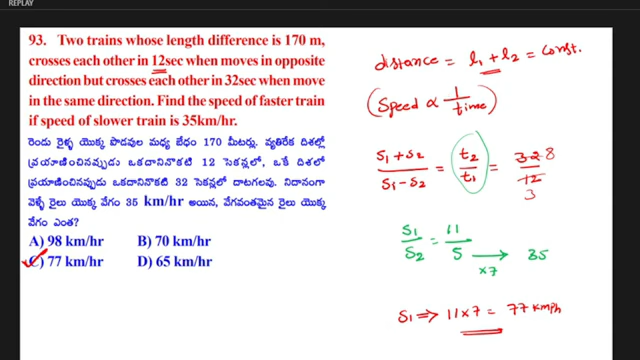 REPLAY
93. Two trains whose length difference is 170 m,
crosses each other in 12sec when moves in opposite
direction but crosses each other in 32sec when move
in the same direction. Find the speed of faster train
if speed of slower train is 35km/hr.
రెండు రైళ్ళ యొక్క పొడవుల మధ్య బేధం 170 మీటర్లు. వ్యతిరేక దిశల్లో
ప్రయాణించినప్పుడు ఒకదానినొకటి 12 సెకన్లలో, ఒకే దిశలో
ప్రయాణించినప్పుడు ఒకదానినొకటి 32 సెకన్లలో దాటగలవు. నిదానంగా
వెళ్ళే రైలు యొక్క వేగం 35 km/hr అయిన, వేగవంతమైన రైలు యొక్క
వేగం ఎంత?
A) 98 km/hr B) 70 km/hr
C) 77 km/hr D) 65 km/hr
distance = l₁ + l₂ = const.
(Speed ∝ 1/time)
S₁+S₂/S₁-S₂ = t₂/t₁ = 32 8/12 3
S₁/S₂ = 11/5 → x7 35
S₁ ⇒ 11x7 = 77 kmph